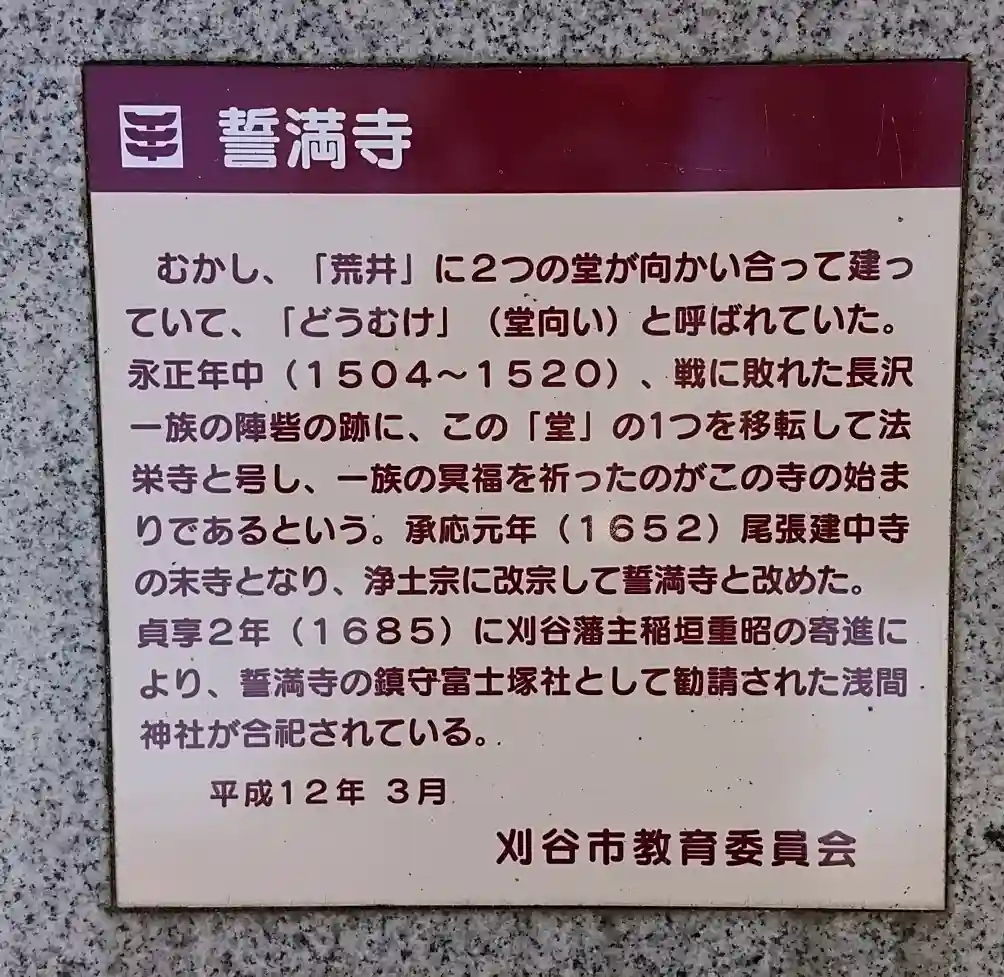 誓満寺
むかし、「荒井」に２つの堂が向かい合って建っ
ていて、「どうむけ」（堂向い）と呼ばれていた。
永正年中（１５０４～１５２０）、戦に敗れた長沢
一族の陣砦の跡に、この「堂」の1つを移転して法
栄寺と号し、一族の冥福を祈ったのがこの寺の始ま
りであるという。承応元年（１６５２）尾張建中寺
の末寺となり、浄土宗に改宗して誓満寺と改めた。
貞享２年（１６８５）に刈谷藩主稲垣重昭の寄進に
より、誓満寺の鎮守富士塚社として勧請された浅間
神社が合祀されている。
平成１２年 ３月
刈谷市教育委員会